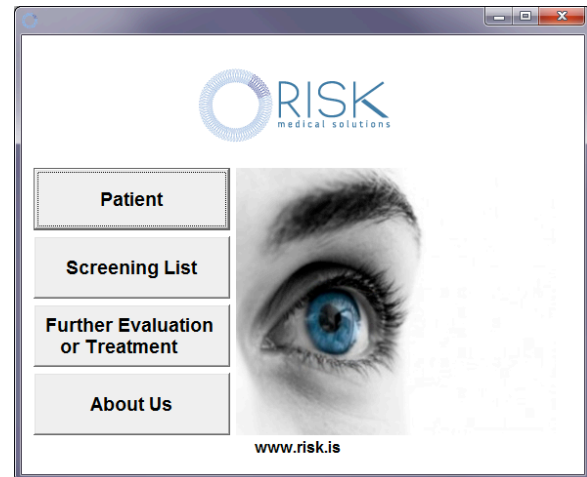 RISK
medical solutions
Patient
Screening List
Further Evaluation
or Treatment
About Us
www.risk.is